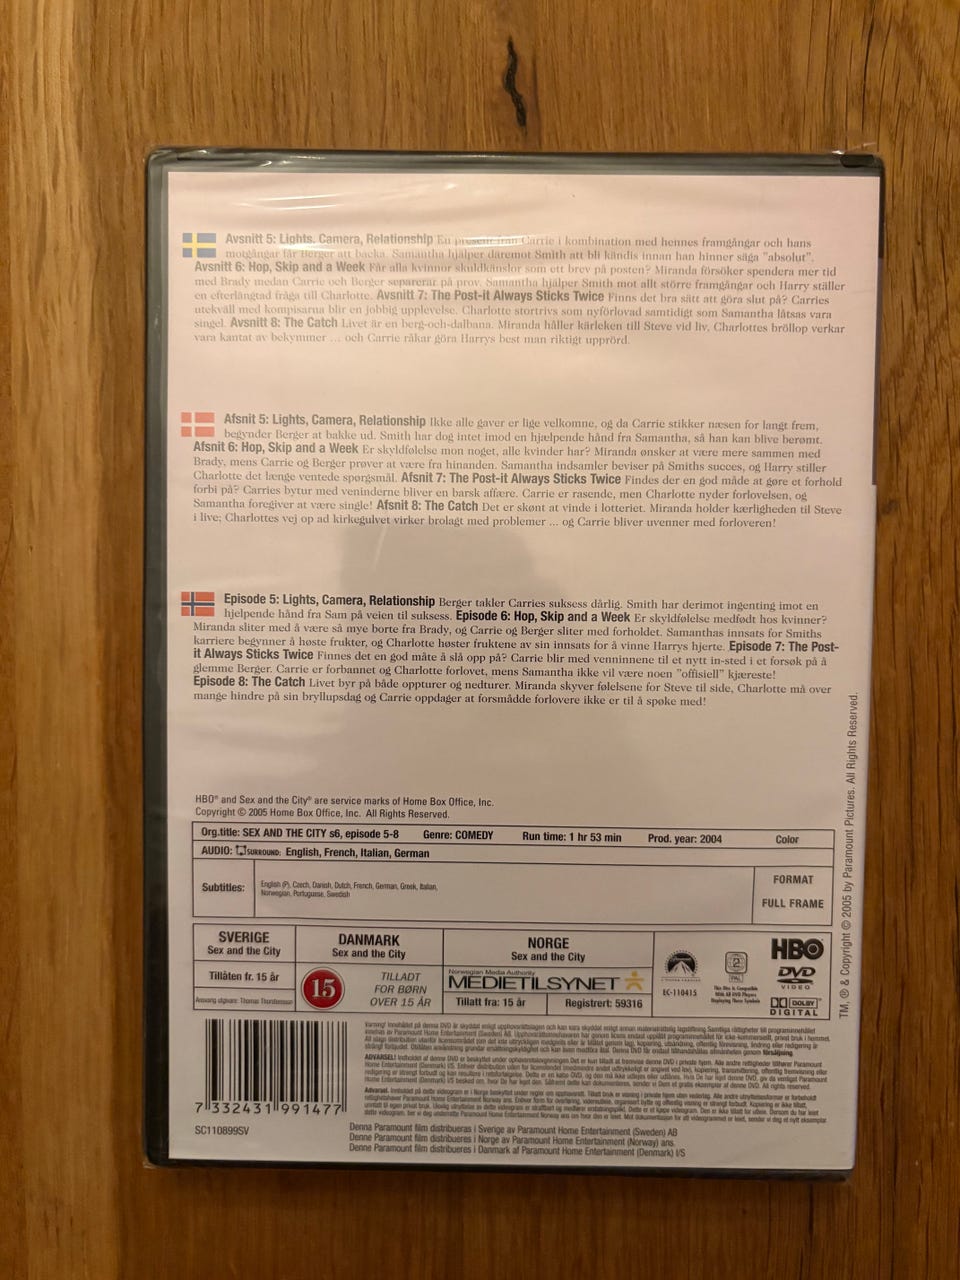 Avsnitt 5: Lights, Camera, Relationship En present från Carrie i kombination med hennes framgångar och hans
motgångar får Berger att backa. Samantha hjälper däremot Smith att bli kändis innan han hinner säga "absolut".
Avsnitt 6: Hop, Skip and a Week Får alla kvinnor skuldkänslor som ett brev på posten? Miranda försöker spendera mer tid
med Brady medan Carrie och Berger separerar på prov. Samantha hjälper Smith mot allt större framgångar och Harry ställer
en efterlängtad fråga till Charlotte. Avsnitt 7: The Post-it Always Sticks Twice Finns det bra sätt att göra slut på? Carries
utekväll med kompisarna blir en jobbig upplevelse. Charlotte stortrivs som nyförlovad samtidigt som Samantha låtsas vara
singel. Avsnitt 8: The Catch Livet är en berg-och-dalbana. Miranda håller kärleken till Steve vid liv, Charlottes bröllop verkar
vara kantat av bekymmer ... och Carrie råkar göra Harrys best man riktigt upprörd.
Afsnit 5: Lights, Camera, Relationship Ikke alle gaver er lige velkomne, og da Carrie stikker næsen for langt frem,
begynder Berger at bakke ud. Smith har dog intet imod en hjælpende hånd fra Samantha, så han kan blive berømt.
Afsnit 6: Hop, Skip and a Week Er skyldfølelse mon noget, alle kvinder har? Miranda ønsker at være mere sammen med
Brady, mens Carrie og Berger prøver at være fra hinanden. Samantha indsamler beviser på Smiths succes, og Harry stiller
Charlotte det længe ventede spørgsmål. Afsnit 7: The Post-it Always Sticks Twice Findes der en god måde at gøre et forhold
forbi på? Carries bytur med veninderne bliver en barsk affære. Carrie er rasende, men Charlotte nyder forlovelsen, og
Samantha foregiver at være single! Afsnit 8: The Catch Det er skønt at vinde i lotteriet. Miranda holder kærligheden til Steve
i live; Charlottes vej op ad kirkegulvet virker brolagt med problemer ... og Carrie bliver uvenner med forloveren!
Episode 5: Lights, Camera, Relationship Berger takler Carries suksess dårlig. Smith har derimot ingenting imot en
hjelpende hånd fra Sam på veien til suksess. Episode 6: Hop, Skip and a Week Er skyldfølelse medfødt hos kvinner?
Miranda sliter med å være så mye borte fra Brady, og Carrie og Berger sliter med forholdet. Samanthas innsats for Smiths
karriere begynner å høste frukter, og Charlotte høster fruktene av sin innsats for å vinne Harrys hjerte. Episode 7: The Post-
it Always Sticks Twice Finnes det en god måte å slå opp på? Carrie blir med venninnene til et nytt in-sted i et forsøk på å
glemme Berger. Carrie er forbannet og Charlotte forlovet, mens Samantha ikke vil være noen "offisiell" kjæreste!
Episode 8: The Catch Livet byr på både oppturer og nedturer. Miranda skyver følelsene for Steve til side, Charlotte må over
mange hindre på sin bryllupsdag og Carrie oppdager at forsmådde forlovere ikke er til å spøke med!
HBO® and Sex and the City® are service marks of Home Box Office, Inc.
Copyright © 2005 Home Box Office, Inc. All Rights Reserved.
Org.title: SEX AND THE CITY s6, episode 5-8 Genre: COMEDY Run time: 1 hr 53 min Prod. year: 2004 Color
AUDIO: SURROUND: English, French, Italian, German
Subtitles: English (P), Czech, Danish, Dutch, French, German, Greek, Italian,
Norwegian, Portuguese, Swedish
FORMAT
FULL FRAME
SVERIGE
Sex and the City
Tillåten fr. 15 år
Ansvarig utgivare: Thomas Thorstensson
DANMARK
Sex and the City
15
TILLADT
FOR BØRN
OVER 15 ÅR
NORGE
Sex and the City
Norwegian Media Authority
MEDIETILSYNET
Tillatt fra: 15 år
Registrert: 59316
EC-110415
2
PAL
This Disc is Compatible
With All DVD Players
Displaying These Symbols
HBO
DVD
VIDEO
DOLBY
DIGITAL
TM, ® & Copyright © 2005 by Paramount Pictures. All Rights Reserved.
7 332431 991477
SC110899SV
Denna Paramount film distribueras i Sverige av Paramount Home Entertainment (Sweden) AB
Denne Paramount film distribueres i Norge av Paramount Home Entertainment (Norway) ans.
Denne Paramount film distribueres i Danmark af Paramount Home Entertainment (Denmark) I/S